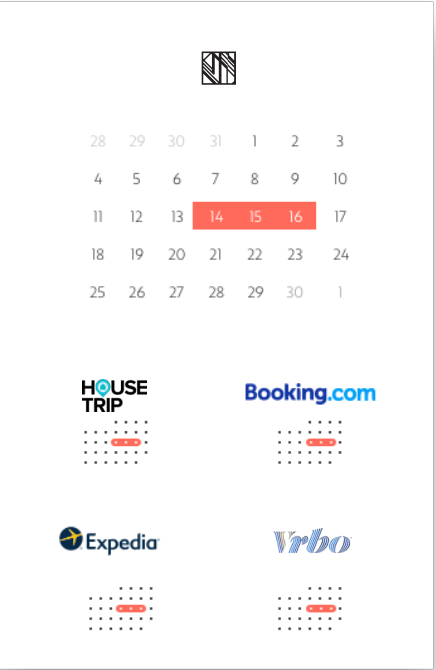 28 29 30 31 1 2 3
4 5 6 7 8 9 10
11 12 13 14 15 16 17
18 19 20 21 22 23 24
25 26 27 28 29 30 1
HOUSE
TRIP
Booking.com
Expedia
Vrbo